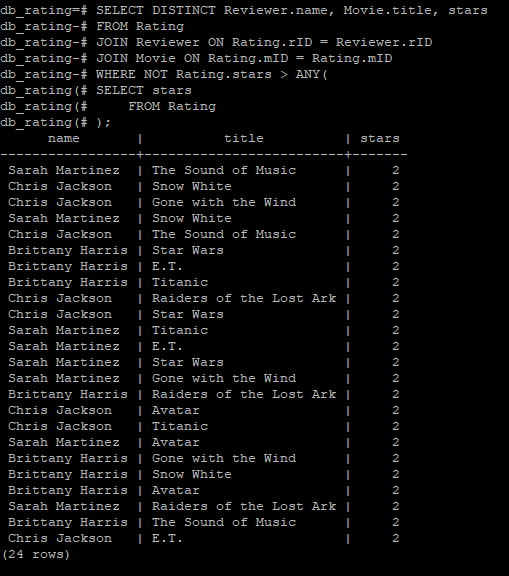 db_rating=# SELECT DISTINCT Reviewer.name, Movie.title, stars
db_rating-# FROM Rating
db_rating-# JOIN Reviewer ON Rating.rID = Reviewer.rID
db_rating-# JOIN Movie ON Rating.mID = Rating.mID
db_rating-# WHERE NOT Rating.stars > ANY(
db_rating(# SELECT stars
db_rating(#     FROM Rating
db_rating(# );
      name       |          title          | stars
-----------------+-------------------------+-------
 Sarah Martinez  | The Sound of Music      |     2
 Chris Jackson   | Snow White              |     2
 Chris Jackson   | Gone with the Wind      |     2
 Sarah Martinez  | Snow White              |     2
 Chris Jackson   | The Sound of Music      |     2
 Brittany Harris | Star Wars               |     2
 Brittany Harris | E.T.                    |     2
 Brittany Harris | Titanic                 |     2
 Chris Jackson   | Raiders of the Lost Ark |     2
 Chris Jackson   | Star Wars               |     2
 Sarah Martinez  | Titanic                 |     2
 Sarah Martinez  | E.T.                    |     2
 Sarah Martinez  | Star Wars               |     2
 Sarah Martinez  | Gone with the Wind      |     2
 Brittany Harris | Raiders of the Lost Ark |     2
 Chris Jackson   | Avatar                  |     2
 Chris Jackson   | Titanic                 |     2
 Sarah Martinez  | Avatar                  |     2
 Brittany Harris | Gone with the Wind      |     2
 Brittany Harris | Snow White              |     2
 Brittany Harris | Avatar                  |     2
 Sarah Martinez  | Raiders of the Lost Ark |     2
 Brittany Harris | The Sound of Music      |     2
 Chris Jackson   | E.T.                    |     2
(24 rows)